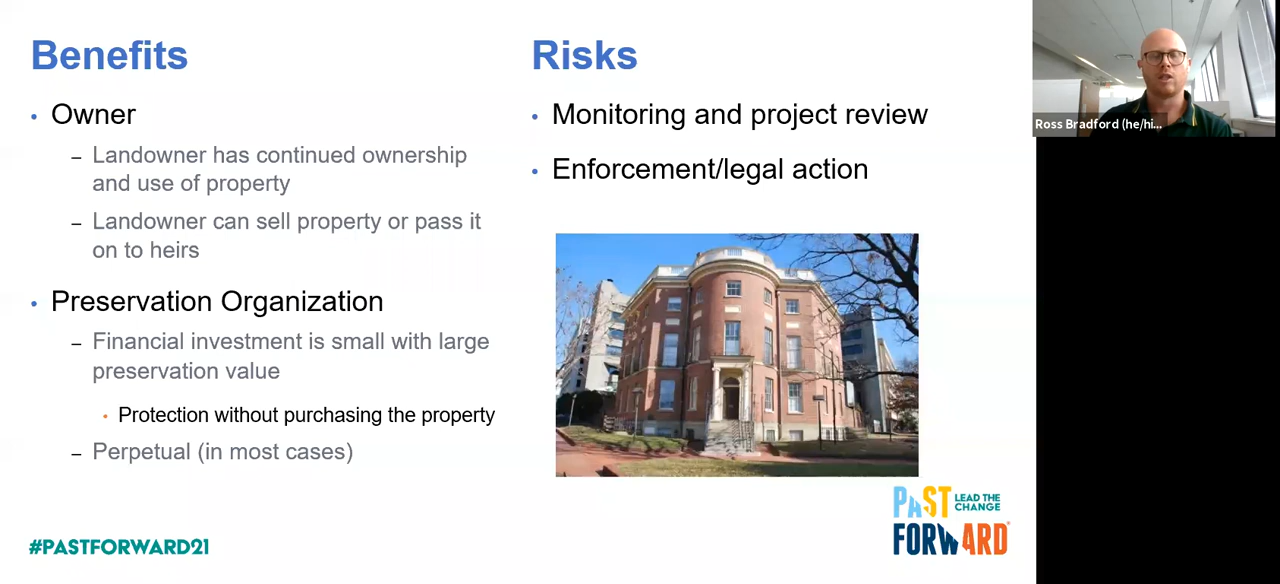 Benefits
Owner
Landowner has continued ownership
and use of property
Landowner can sell property or pass it
on to heirs
Preservation Organization
Financial investment is small with large
preservation value
Protection without purchasing the property
Perpetual (in most cases)
Risks
Monitoring and project review
Enforcement/legal action
Ross Bradford (he/hi...
#PASTFORWARD21
PAST LEAD THE
CHANGE
FORWARD